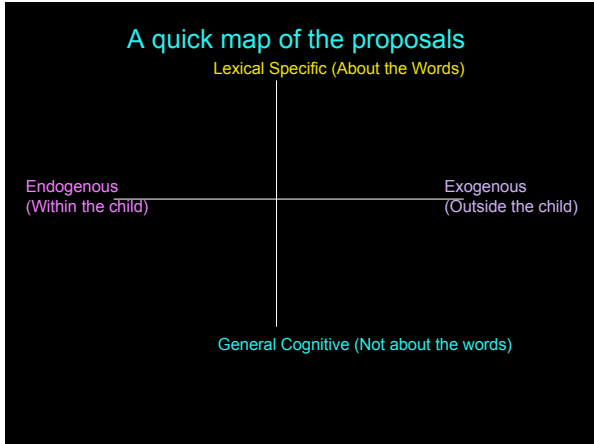 A quick map of the proposals
Lexical Specific (About the Words)
Endogenous
(Within the child)
Exogenous
(Outside the child)
General Cognitive (Not about the words)